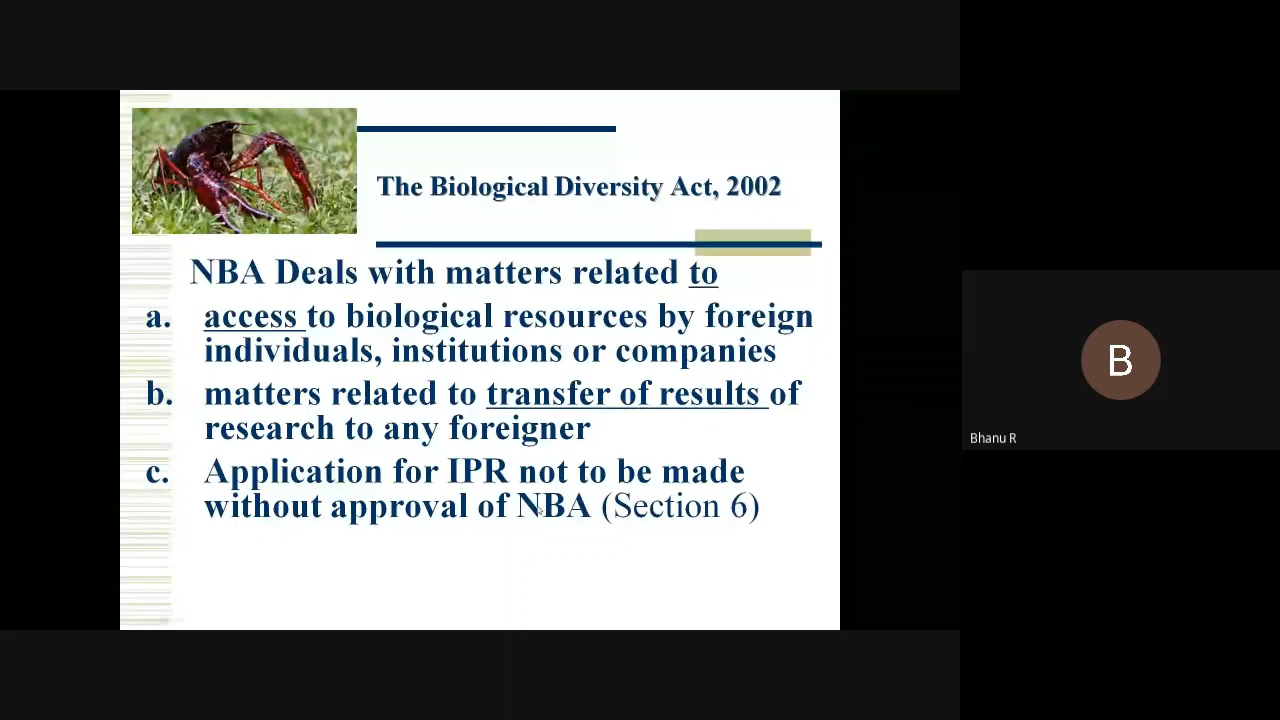 The Biological Diversity Act, 2002
NBA Deals with matters related to
a. access to biological resources by foreign
individuals, institutions or companies
b. matters related to transfer of results of
research to any foreigner
c. Application for IPR not to be made
without approval of NBA (Section 6)
B
Bhanu R